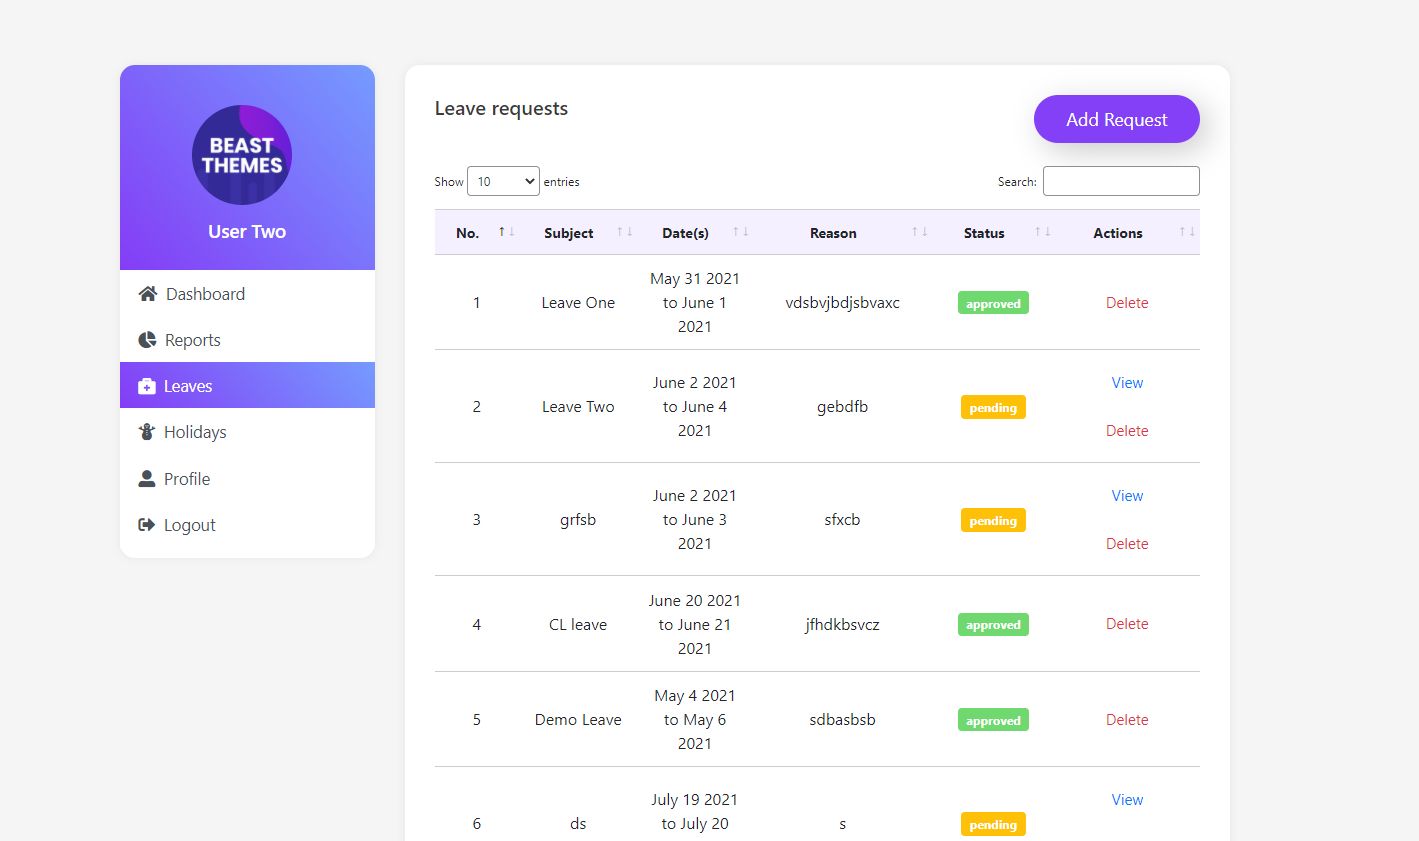 BEAST
THEMES
User Two
Dashboard
Reports
Leaves
Holidays
Profile
Logout
Leave requests
Add Request
Show 10 entries
Search:
No. Subject Date(s) Reason Status Actions
1 Leave One May 31 2021 to June 1 2021 vdsbvjbdjsbvaxc approved Delete
2 Leave Two June 2 2021 to June 4 2021 gebdfb pending View Delete
3 grfsb June 2 2021 to June 3 2021 sfxcb pending View Delete
4 CL leave June 20 2021 to June 21 2021 jfhdkbsvcz approved Delete
5 Demo Leave May 4 2021 to May 6 2021 sdbasbsb approved Delete
6 ds July 19 2021 to July 20 s pending View